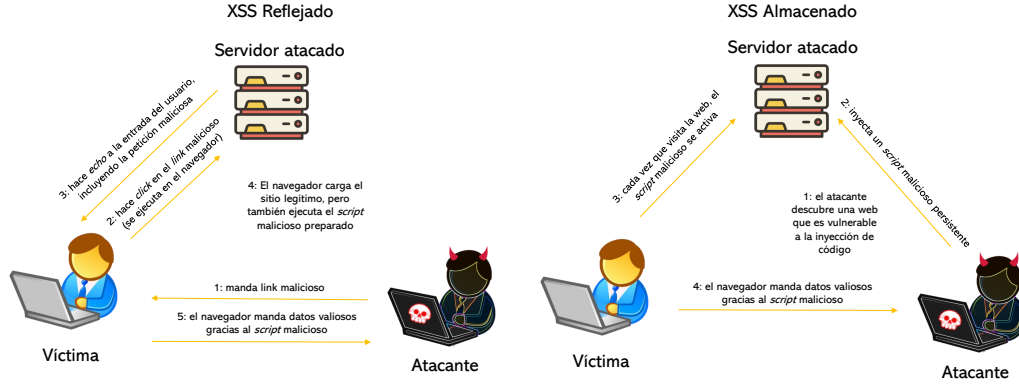 XSS Reflejado
Servidor atacado
3: hace echo a la entrada del usuario,
incluyendo la petición maliciosa
2: hace click en el link malicioso
(se ejecuta en el navegador)
4: El navegador carga el
sitio legítimo, pero
también ejecuta el script
malicioso preparado
1: manda link malicioso
5: el navegador manda datos valiosos
gracias al script malicioso
Víctima
Atacante
XSS Almacenado
Servidor atacado
3: cada vez que visita la web, el
script malicioso se activa
2: inyecta un script malicioso persistente
1: el atacante
descubre una web
que es vulnerable
a la inyección de
código
4: el navegador manda datos valiosos
gracias al script malicioso
Víctima
Atacante